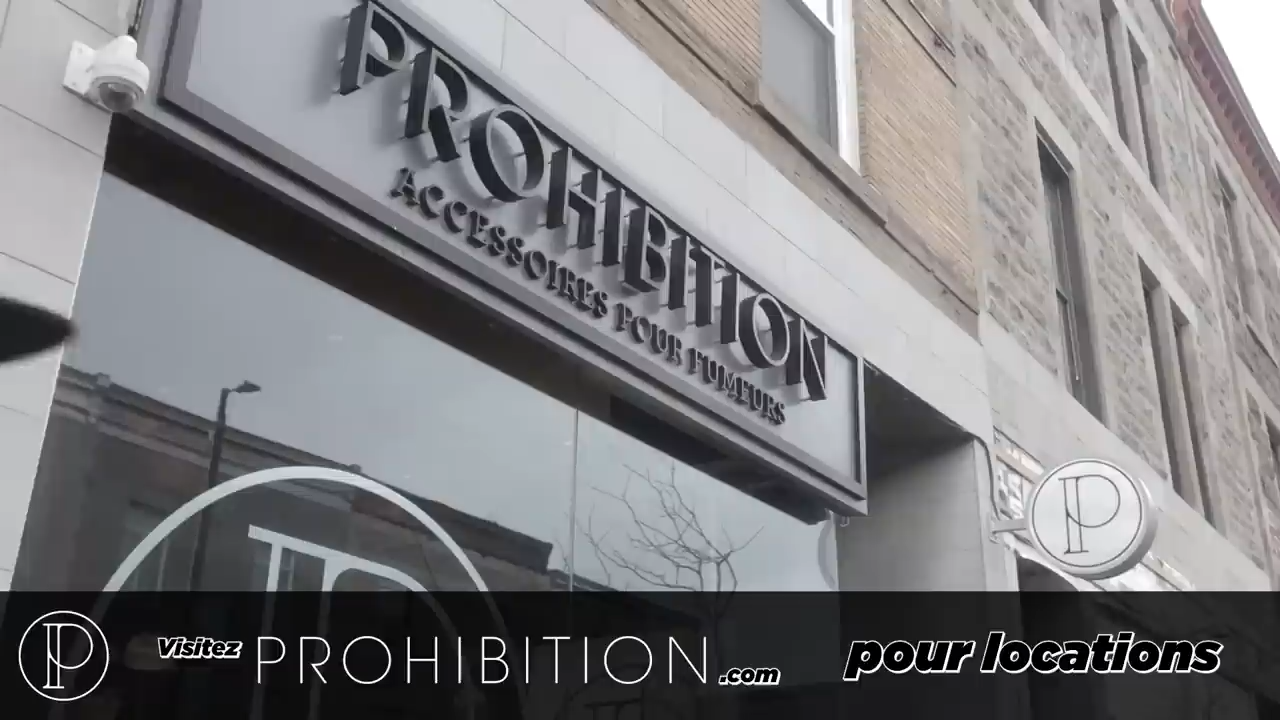 PROHIBITION
ACCESSOIRES POUR FUMEURS
P
P
P
Visitez PROHIBITION.com pour locations